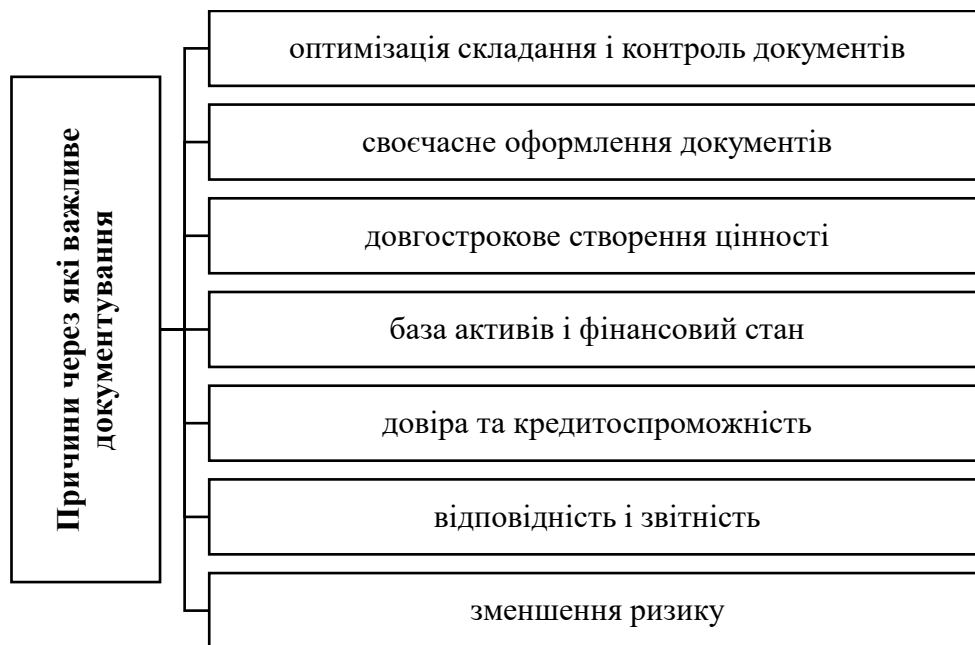 Причини через які важливе
документування
оптимізація складання і контроль документів
своєчасне оформлення документів
довгострокове створення цінності
база активів і фінансовий стан
довіра та кредитоспроможність
відповідність і звітність
зменшення ризику